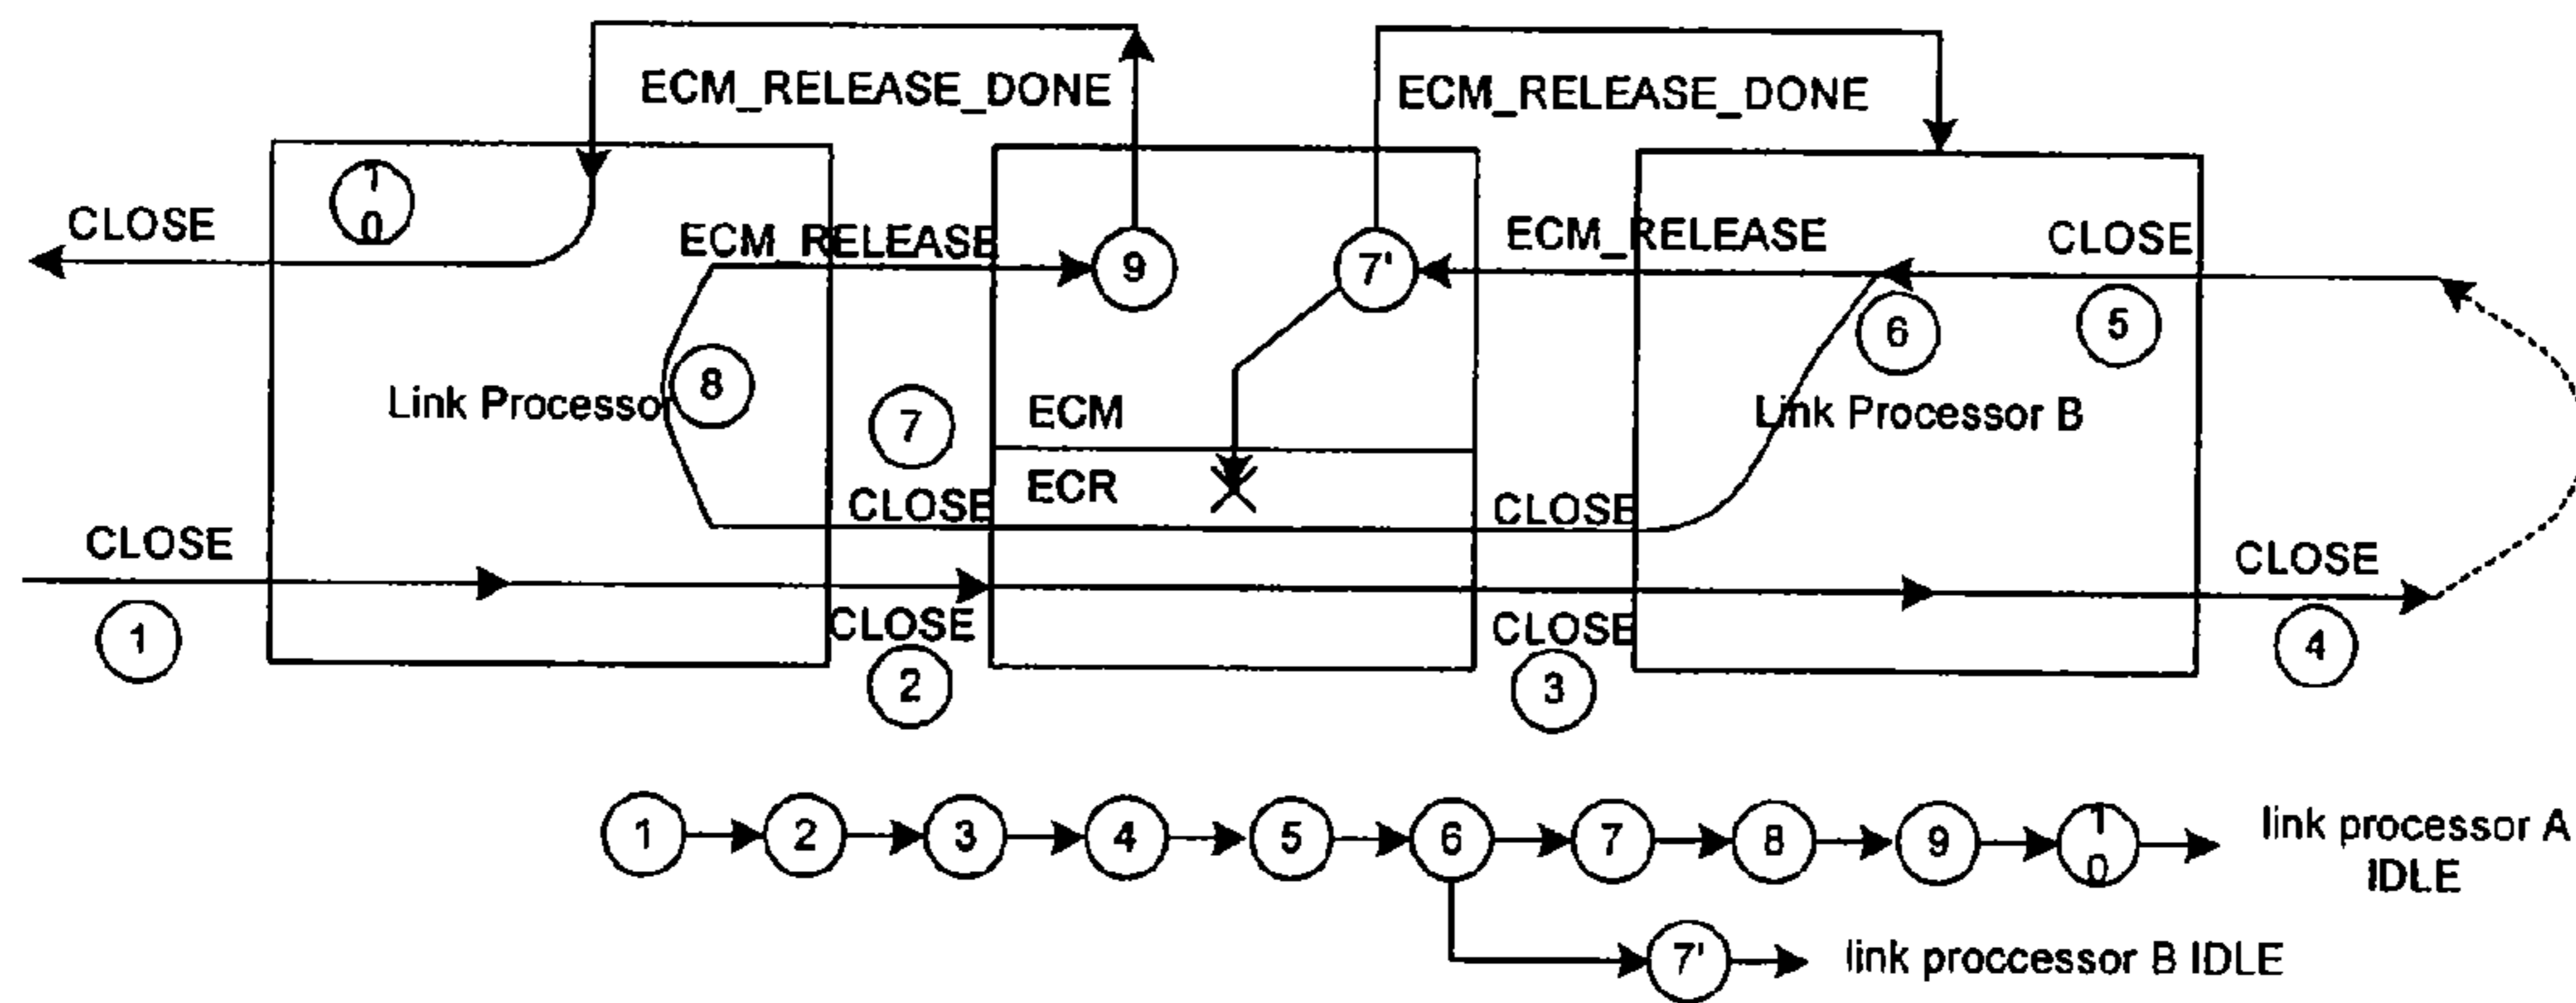 ECM_RELEASE_DONE
ECM_RELEASE_DONE
10
CLOSE
ECM_RELEASE
9
7'
ECM_RELEASE
CLOSE
6
5
8
Link Processor
7
ECM
Link Processor B
ECR
CLOSE
CLOSE
CLOSE
CLOSE
1
CLOSE
2
CLOSE
3
4
1
2
3
4
5
6
7
8
9
10
link processor A
IDLE
7'
link proccessor B IDLE